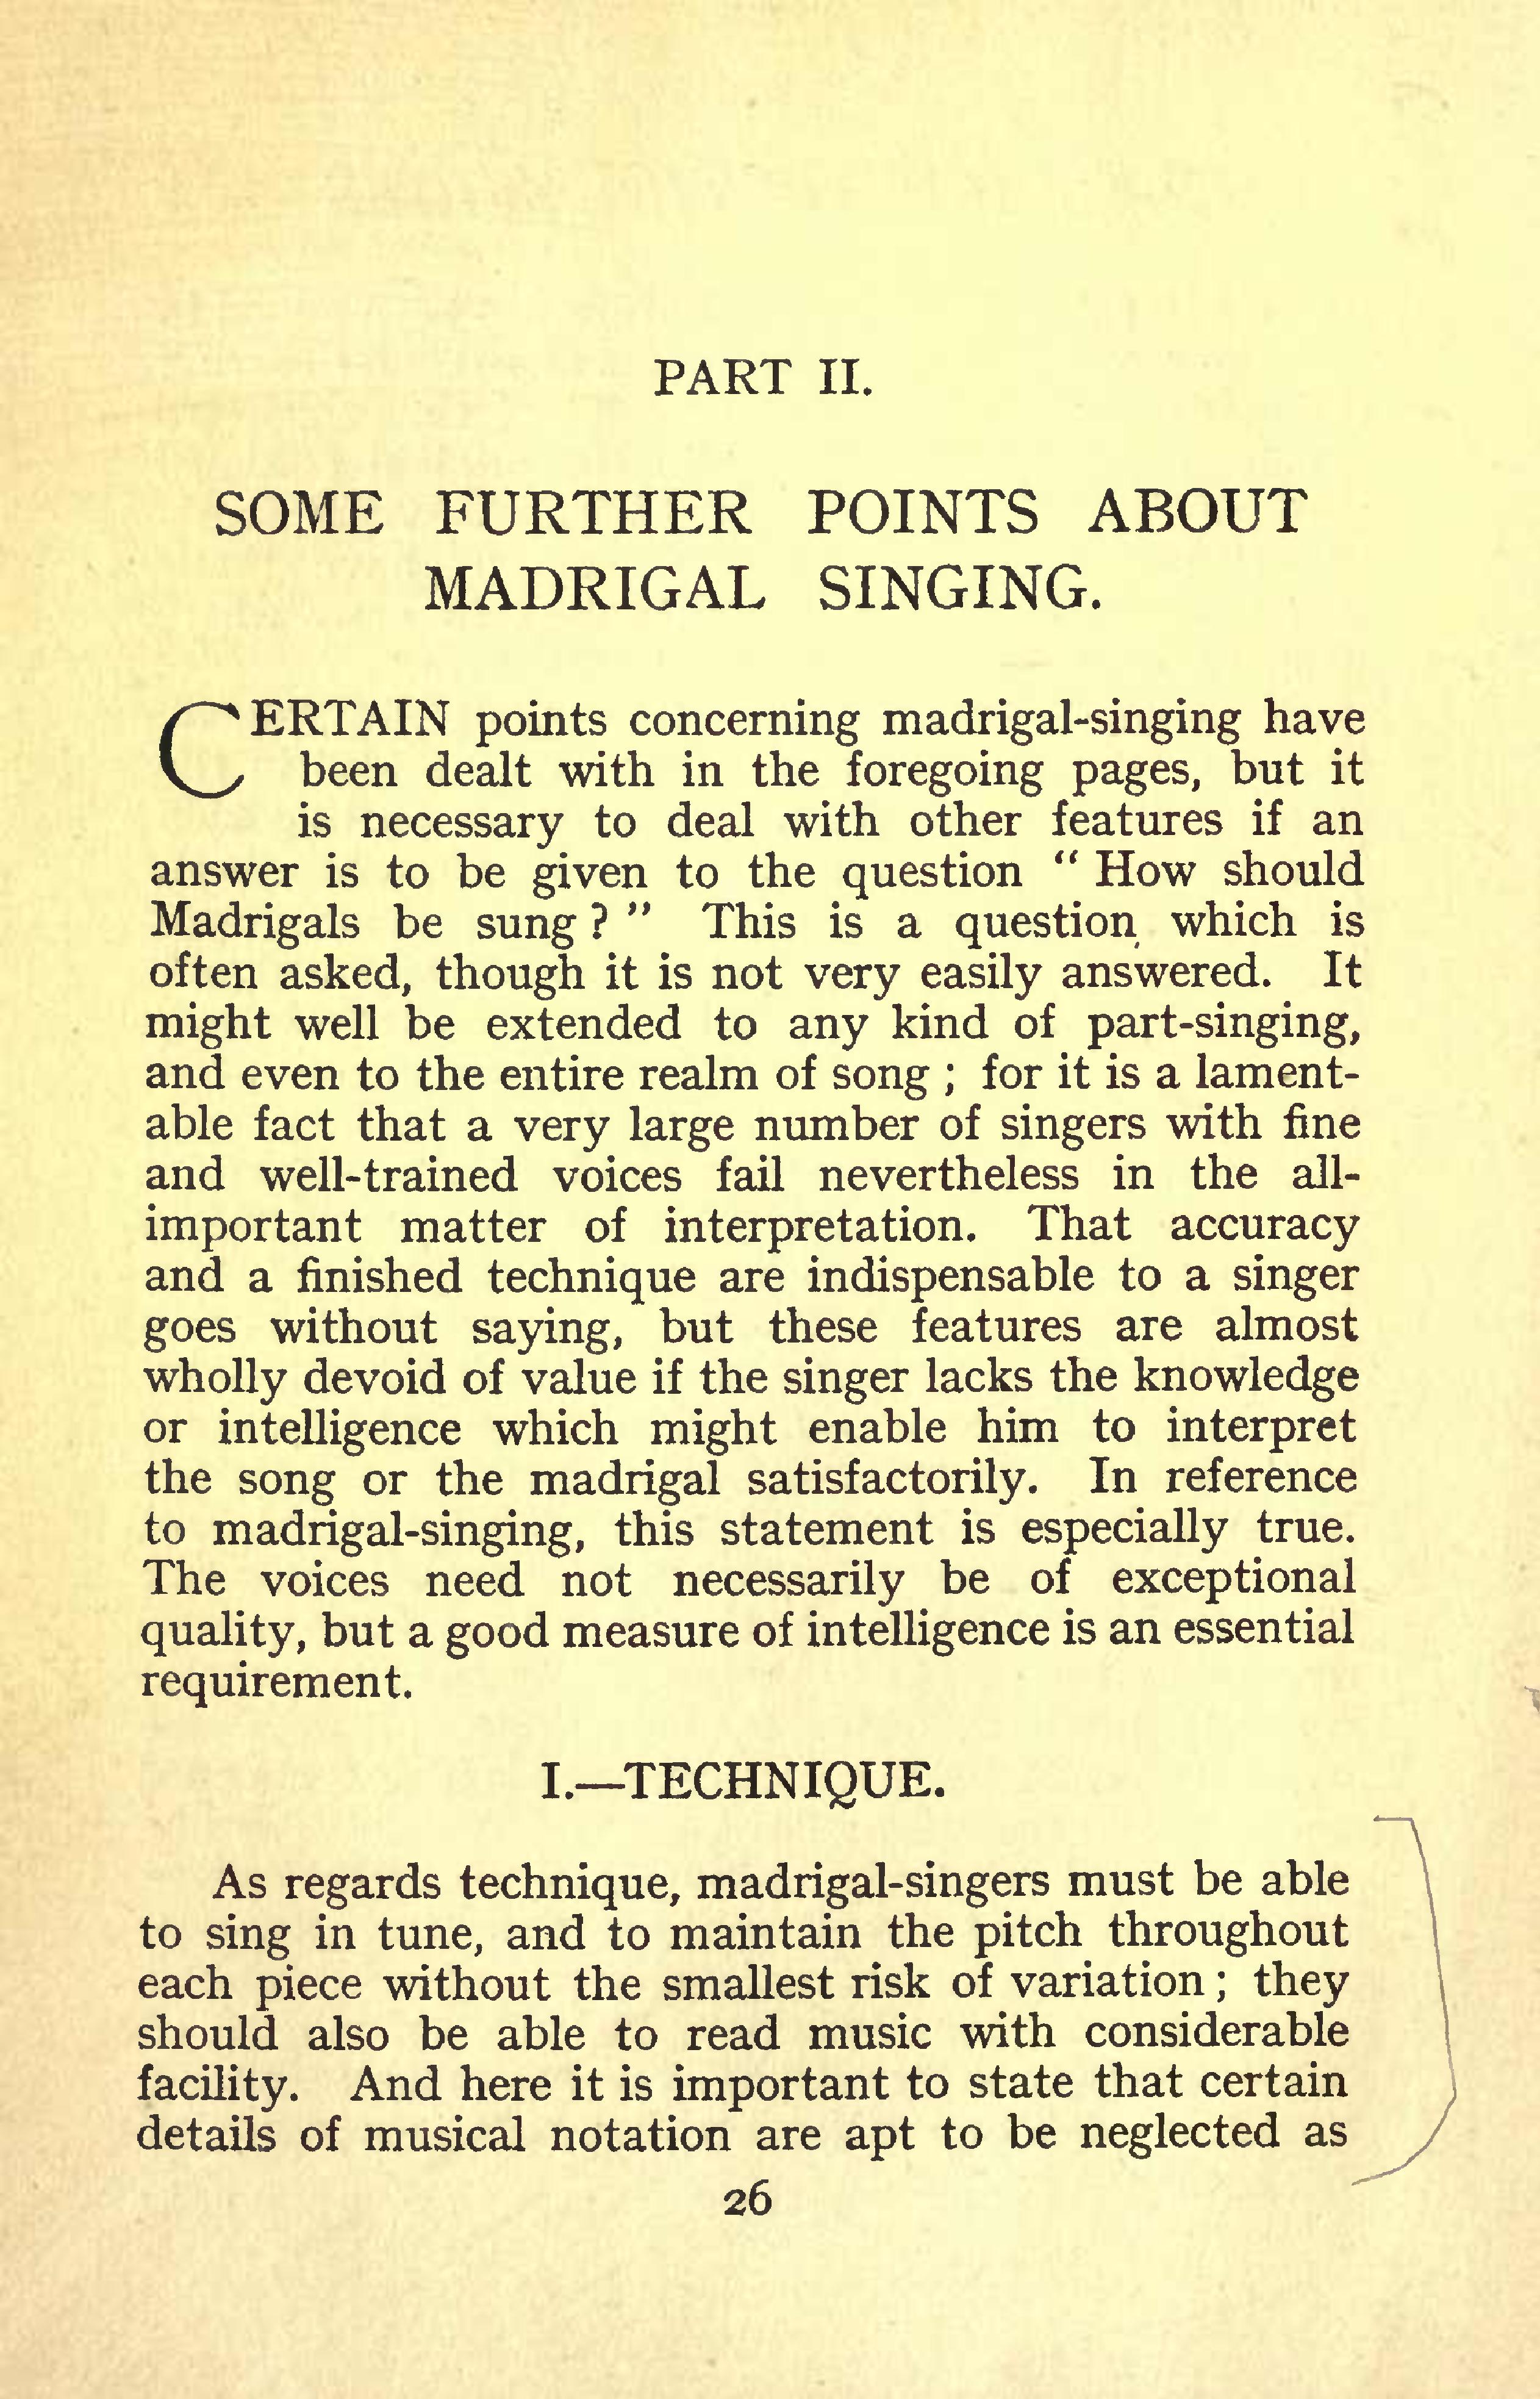 PART II.
SOME FURTHER POINTS ABOUT
MADRIGAL SINGING.
CERTAIN points concerning madrigal-singing have
been dealt with in the foregoing pages, but it
is necessary to deal with other features if an
answer is to be given to the question " How should
Madrigals be sung ? " This is a question which is
often asked, though it is not very easily answered. It
might well be extended to any kind of part-singing,
and even to the entire realm of song ; for it is a lament-
able fact that a very large number of singers with fine
and well-trained voices fail nevertheless in the all-
important matter of interpretation. That accuracy
and a finished technique are indispensable to a singer
goes without saying, but these features are almost
wholly devoid of value if the singer lacks the knowledge
or intelligence which might enable him to interpret
the song or the madrigal satisfactorily. In reference
to madrigal-singing, this statement is especially true.
The voices need not necessarily be of exceptional
quality, but a good measure of intelligence is an essential
requirement.
I.—TECHNIQUE.
As regards technique, madrigal-singers must be able
to sing in tune, and to maintain the pitch throughout
each piece without the smallest risk of variation ; they
should also be able to read music with considerable
facility. And here it is important to state that certain
details of musical notation are apt to be neglected as
26